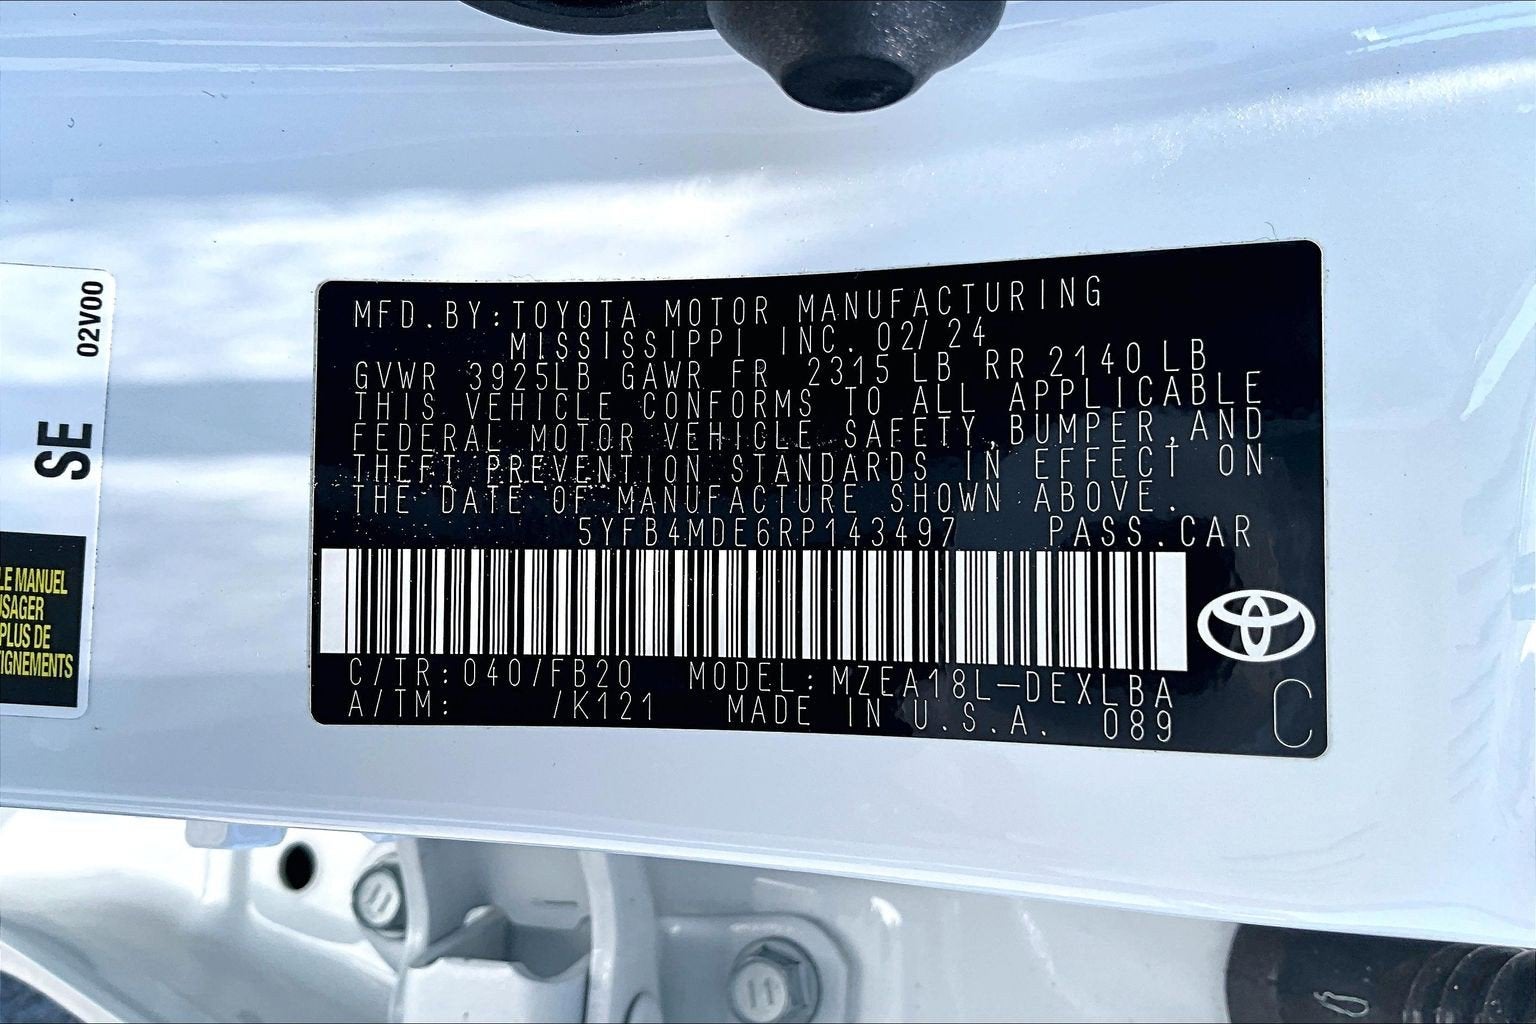 MFD.BY:TOYOTA MOTOR MANUFACTURING
MISSISSIPPI INC. 02/24
GVWR 3925LB GAWR FR 2315 LB RR 2140LB
THIS VEHICLE CONFORMS TO ALL APPLICABLE
FEDERAL MOTOR VEHICLE SAFETY,BUMPER,AND
THEFT PREVENTION STANDARDS IN EFFECT ON
THE DATE OF MANUFACTURE SHOWN ABOVE.
5YFB4MDE6RP143497 PASS.CAR
C/TR:040/FB20 MODEL:MZEA18L-DEXLBA
A/TM: /K121 MADE IN U.S.A. 089
C
02V00
SE
LE MANUEL
USAGER
PLUS DE
IGNEMENTS